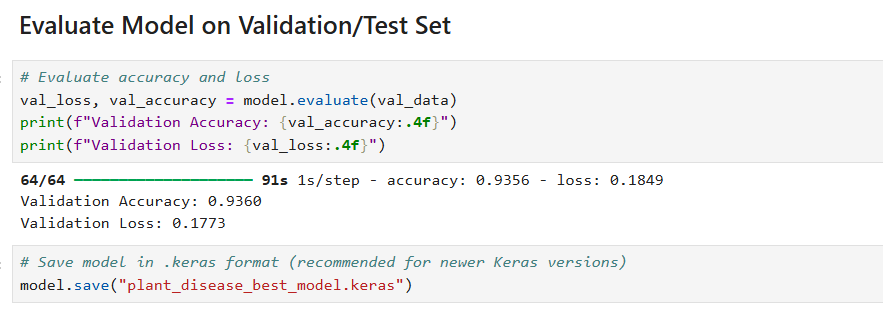 Evaluate Model on Validation/Test Set
# Evaluate accuracy and loss
val_loss, val_accuracy = model.evaluate(val_data)
print(f"Validation Accuracy: {val_accuracy:.4f}")
print(f"Validation Loss: {val_loss:.4f}")
64/64 ━━━━━━━━━━━━━━━━━━━━ 91s 1s/step - accuracy: 0.9356 - loss: 0.1849
Validation Accuracy: 0.9360
Validation Loss: 0.1773
# Save model in .keras format (recommended for newer Keras versions)
model.save("plant_disease_best_model.keras")